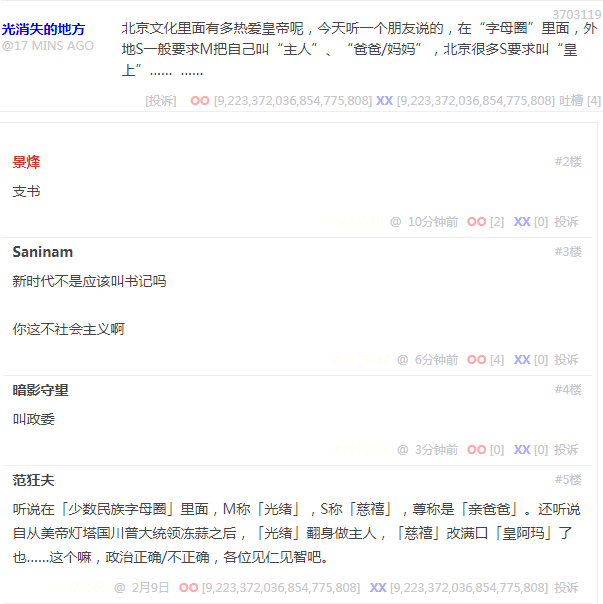 3703119
光消失的地方
@17 MINS AGO
北京文化里面有多热爱皇帝呢，今天听一个朋友说的，在“字母圈”里面，外
地S一般要求M把自己叫“主人”、“爸爸/妈妈”，北京很多S要求叫“皇
上”…… ……
[投诉] OO [9,223,372,036,854,775,808] XX [9,223,372,036,854,775,808] 吐槽 [4]
景烽 #2楼
支书
@ 10分钟前 OO [2] XX [0] 投诉
Saninam #3楼
新时代不是应该叫书记吗
你这不社会主义啊
@ 6分钟前 OO [4] XX [0] 投诉
暗影守望 #4楼
叫政委
@ 3分钟前 OO [0] XX [0] 投诉
范狂夫 #5楼
听说在「少数民族字母圈」里面，M称「光绪」，S称「慈禧」，尊称是「亲爸爸」。还听说
自从美帝灯塔国川普大统领冻蒜之后，「光绪」翻身做主人，「慈禧」改满口「皇阿玛」了
也……这个嘛，政治正确/不正确，各位见仁见智吧。
@ 2月9日 OO [9,223,372,036,854,775,808] XX [9,223,372,036,854,775,808] 投诉